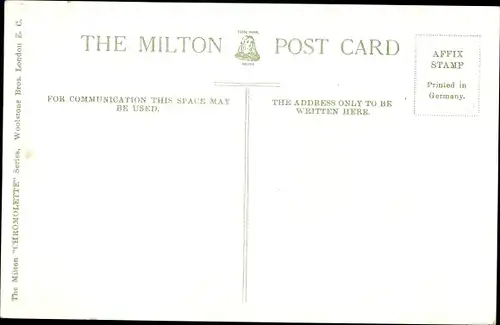 THE MILTON POST CARD
AFFIX
STAMP
Printed in
Germany.
FOR COMMUNICATION THIS SPACE MAY
BE USED.
THE ADDRESS ONLY TO BE
WRITTEN HERE.
The Milton "CHROMOLETTE" Series, Woolstone Bros. London E. C.